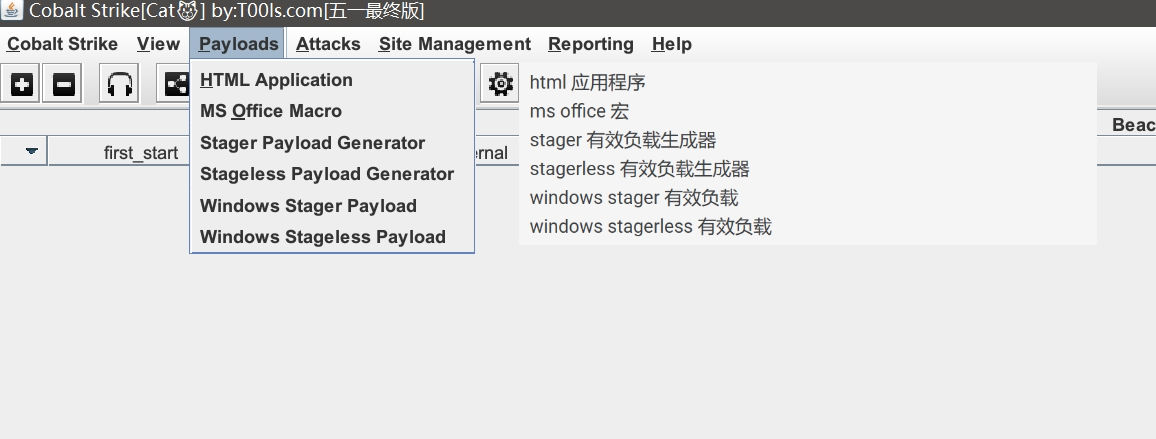 Cobalt Strike[Cat😼] by:T00ls.com[五一最终版]
Cobalt Strike View Payloads Attacks Site Management Reporting Help
HTML Application
MS Office Macro
Stager Payload Generator
Stageless Payload Generator
Windows Stager Payload
Windows Stageless Payload
html 应用程序
ms office 宏
stager 有效负载生成器
stagerless 有效负载生成器
windows stager 有效负载
windows stagerless 有效负载
Beac
first_start
ernal